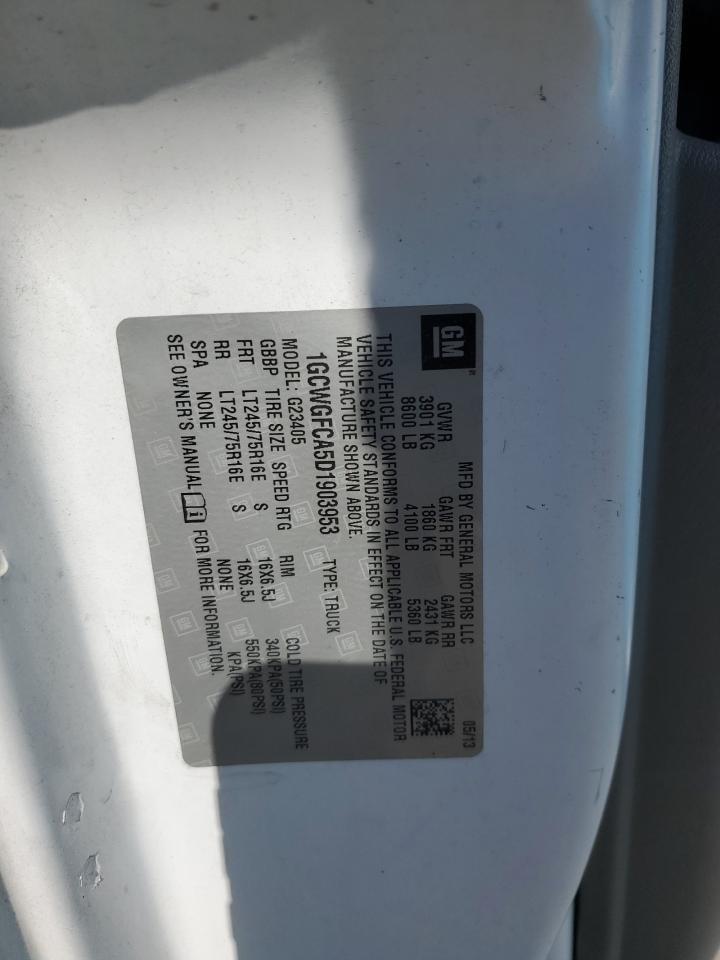 GM
MFD BY GENERAL MOTORS LLC 05/13
GVWR GAWR FRT GAWR RR
3901 KG 1860 KG 2431 KG
8600 LB 4100 LB 5360 LB
THIS VEHICLE CONFORMS TO ALL APPLICABLE U.S. FEDERAL MOTOR
VEHICLE SAFETY STANDARDS IN EFFECT ON THE DATE OF
MANUFACTURE SHOWN ABOVE.
1GCWGFCA5D1903953 TYPE: TRUCK
MODEL: G23405
GBBP TIRE SIZE SPEED RTG RIM COLD TIRE PRESSURE
FRT LT245/75R16E S 16X6.5J 340KPA(50PSI)
RR LT245/75R16E S 16X6.5J 550KPA(80PSI)
SPA NONE NONE KPA(PSI)
SEE OWNER'S MANUAL FOR MORE INFORMATION.